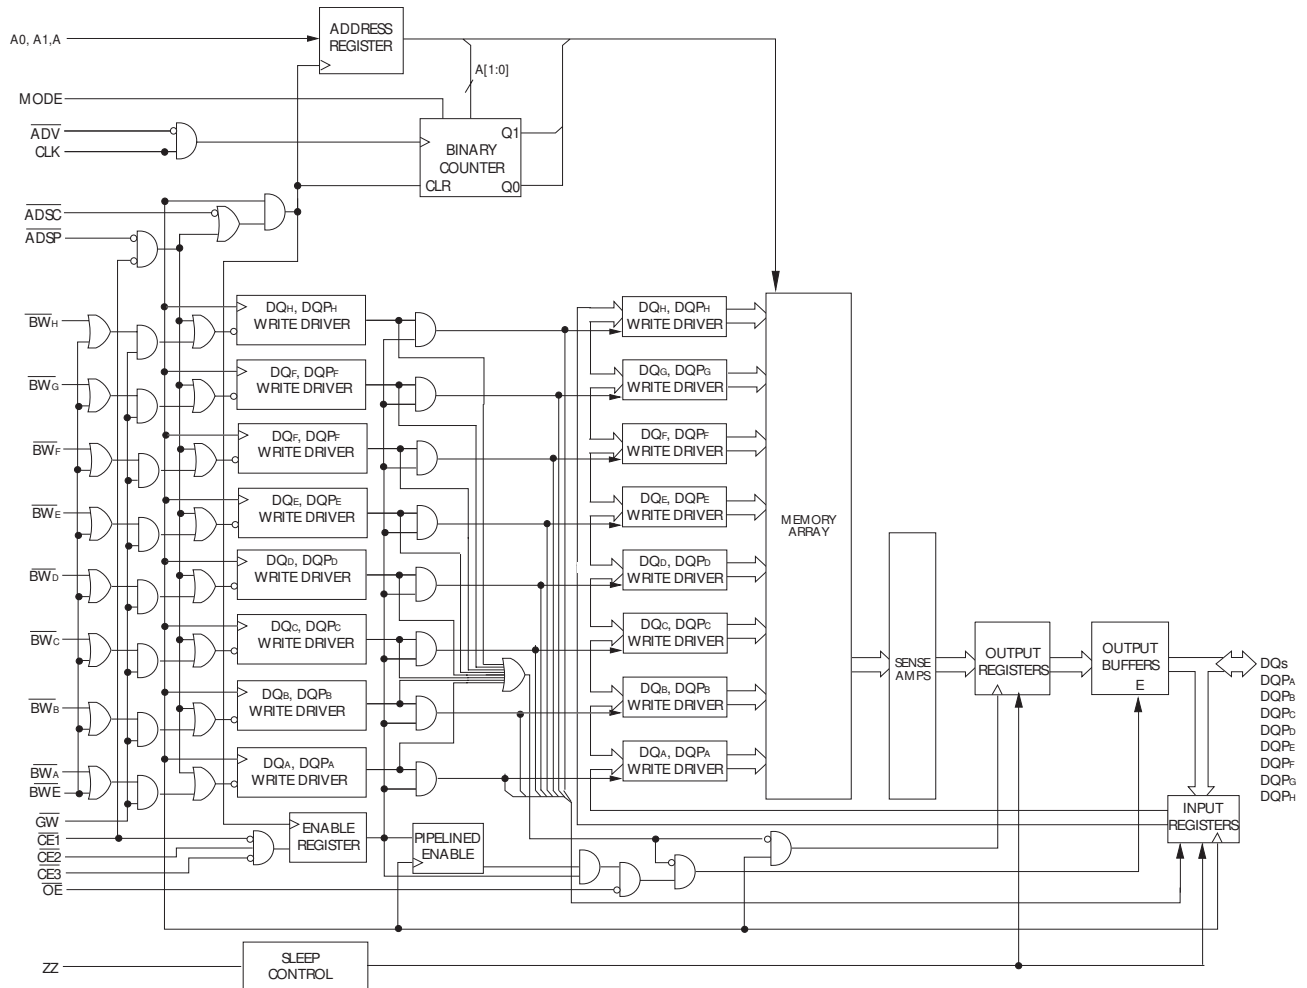 A0, A1,A
ADDRESS
REGISTER
A[1:0]
MODE
ADV
CLK
BINARY
COUNTER
CLR
Q1
Q0
ADSC
ADSP
BWH
DQH, DQPH
WRITE DRIVER
DQH, DQPH
WRITE DRIVER
BWG
DQF, DQPF
WRITE DRIVER
DQG, DQPG
WRITE DRIVER
BWF
DQF, DQPF
WRITE DRIVER
DQF, DQPF
WRITE DRIVER
BWE
DQE, DQPE
WRITE DRIVER
DQE, DQPE
WRITE DRIVER
MEMORY
ARRAY
BWD
DQD, DQPD
WRITE DRIVER
DQD, DQPD
WRITE DRIVER
BWC
DQC, DQPC
WRITE DRIVER
DQC, DQPC
WRITE DRIVER
SENSE
AMPS
OUTPUT
REGISTERS
OUTPUT
BUFFERS
E
DQs
DQPA
DQPB
DQPC
DQPD
DQPE
DQPF
DQPG
DQPH
BWB
DQB, DQPB
WRITE DRIVER
DQB, DQPB
WRITE DRIVER
BWA
BWE
DQA, DQPA
WRITE DRIVER
DQA, DQPA
WRITE DRIVER
INPUT
REGISTERS
GW
CE1
CE2
CE3
OE
ENABLE
REGISTER
PIPELINED
ENABLE
ZZ
SLEEP
CONTROL